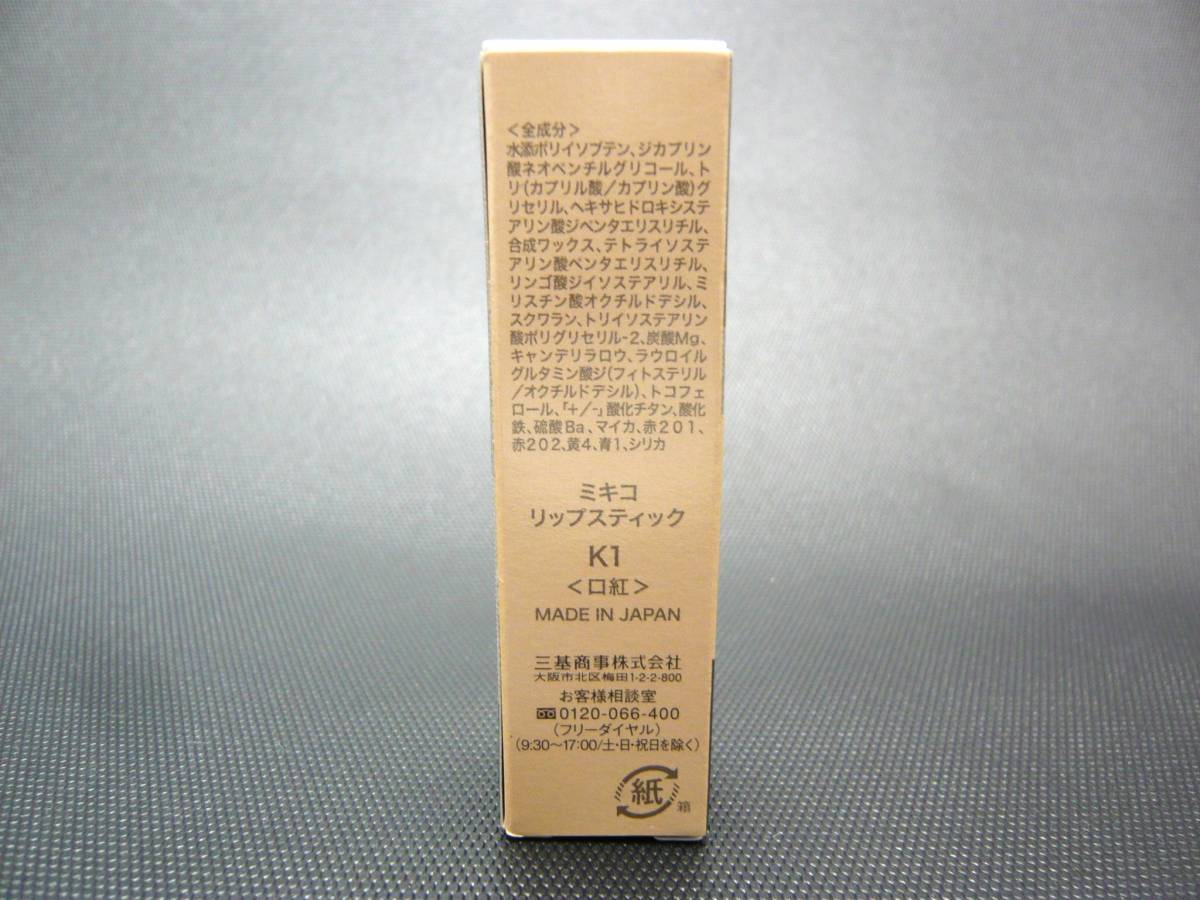 ＜全成分＞
水添ポリイソブテン、ジカプリン
酸ネオペンチルグリコール、ト
リ(カプリル酸／カプリン酸)グ
リセリル、ヘキサヒドロキシステ
アリン酸ジペンタエリスリチル、
合成ワックス、テトライソステ
アリン酸ペンタエリスリチル、
リンゴ酸ジイソステアリル、ミ
リスチン酸オクチルドデシル、
スクワラン、トリイソステアリン
酸ポリグリセリル-2、炭酸Mg、
キャンデリラロウ、ラウロイル
グルタミン酸ジ(フィトステリル
／オクチルドデシル)、トコフェ
ロール、「+／-」酸化チタン、酸化
鉄、硫酸Ba、マイカ、赤201、
赤202、黄4、青1、シリカ
ミキコ
リップスティック
K1
＜口紅＞
MADE IN JAPAN
三基商事株式会社
大阪市北区梅田1-2-2-800
お客様相談室
0120-066-400
(フリーダイヤル)
(9:30～17:00/土・日・祝日を除く)
紙
箱